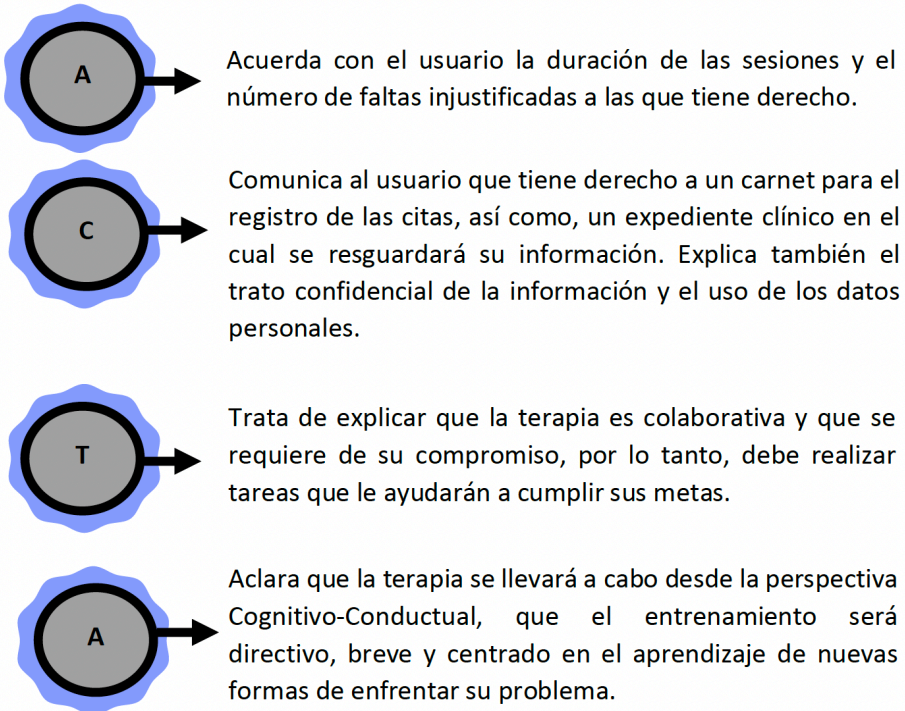 A
Acuerda con el usuario la duración de las sesiones y el
número de faltas injustificadas a las que tiene derecho.
Comunica al usuario que tiene derecho a un carnet para el
C
registro de las citas, así como, un expediente clínico en el
cual se resguardará su información. Explica también el
trato confidencial de la información y el uso de los datos
personales.
Trata de explicar que la terapia es colaborativa y que se
T
requiere de su compromiso, por lo tanto, debe realizar
tareas que le ayudarán a cumplir sus metas.
Aclara que la terapia se llevará a cabo desde la perspectiva
A
Cognitivo-Conductual, que el entrenamiento será
directivo, breve y centrado en el aprendizaje de nuevas
formas de enfrentar su problema.